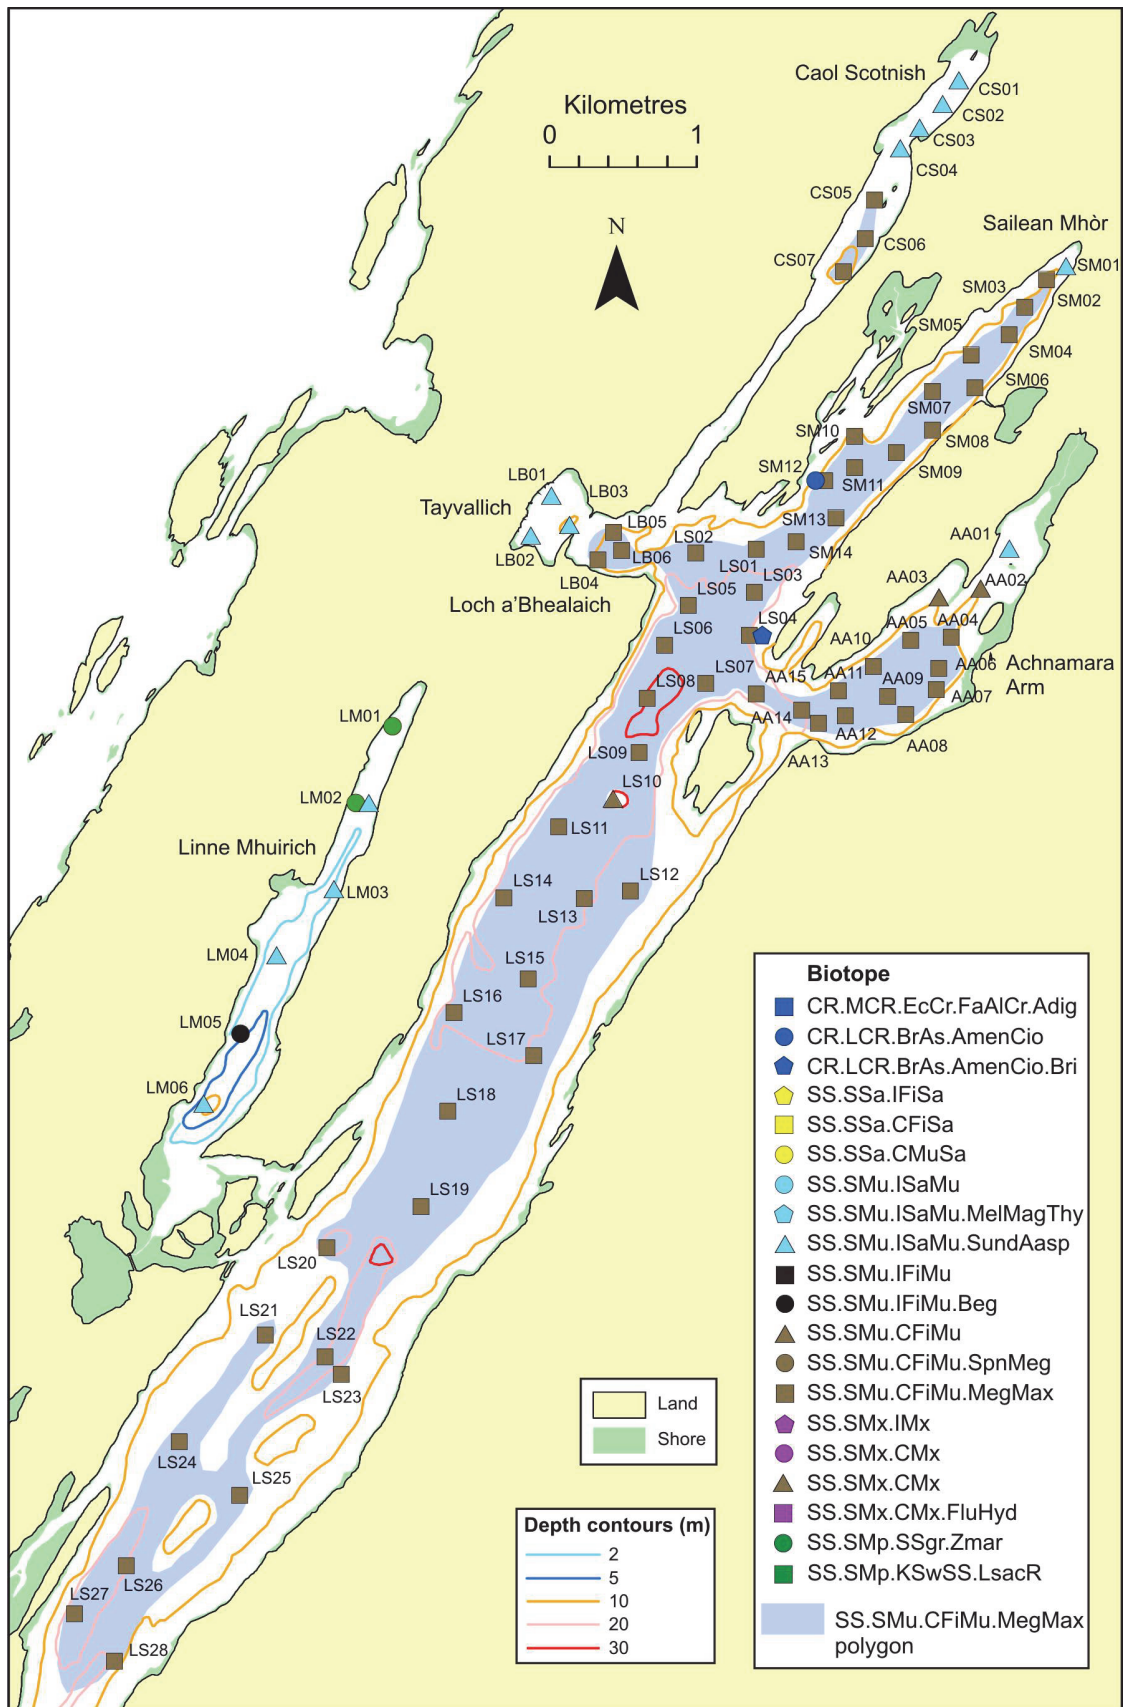 Caol Scotnish
CS01
Kilometres
CS02
0 1
CS03
CS04
CS05
N
Sailean Mhòr
CS06
CS07
SM01
SM03
SM02
SM05
SM04
SM06
SM07
SM10
SM08
SM12
SM09
LB01
SM11
LB03
Tayvallich
SM13
LB05
AA01
LS02
SM14
LB02
LB06
LS01
LB04
LS03
AA03
AA02
LS05
Loch a'Bhealaich
LS04
AA05
AA04
LS06
AA10
Achnamara
Arm
AA06
LS07
AA15
AA11
AA09
LS08
AA07
LM01
AA14
AA12
AA08
LS09
AA13
LS10
LM02
LS11
Linne Mhuirich
LS12
LS14
LM03
LS13
LM04
LS15
LS16
LM05
LS17
LM06
LS18
LS19
LS20
LS21
LS22
LS23
LS24
LS25
LS26
LS27
LS28
Biotope
CR.MCR.EcCr.FaAlCr.Adig
CR.LCR.BrAs.AmenCio
CR.LCR.BrAs.AmenCio.Bri
SS.SSa.IFiSa
SS.SSa.CFiSa
SS.SSa.CMuSa
SS.SMu.ISaMu
SS.SMu.ISaMu.MelMagThy
SS.SMu.ISaMu.SundAasp
SS.SMu.IFiMu
SS.SMu.IFiMu.Beg
SS.SMu.CFiMu
SS.SMu.CFiMu.SpnMeg
SS.SMu.CFiMu.MegMax
SS.SMx.IMx
SS.SMx.CMx
SS.SMx.CMx
SS.SMx.CMx.FluHyd
SS.SMp.SSgr.Zmar
SS.SMp.KSwSS.LsacR
SS.SMu.CFiMu.MegMax
polygon
Land
Shore
Depth contours (m)
2
5
10
20
30